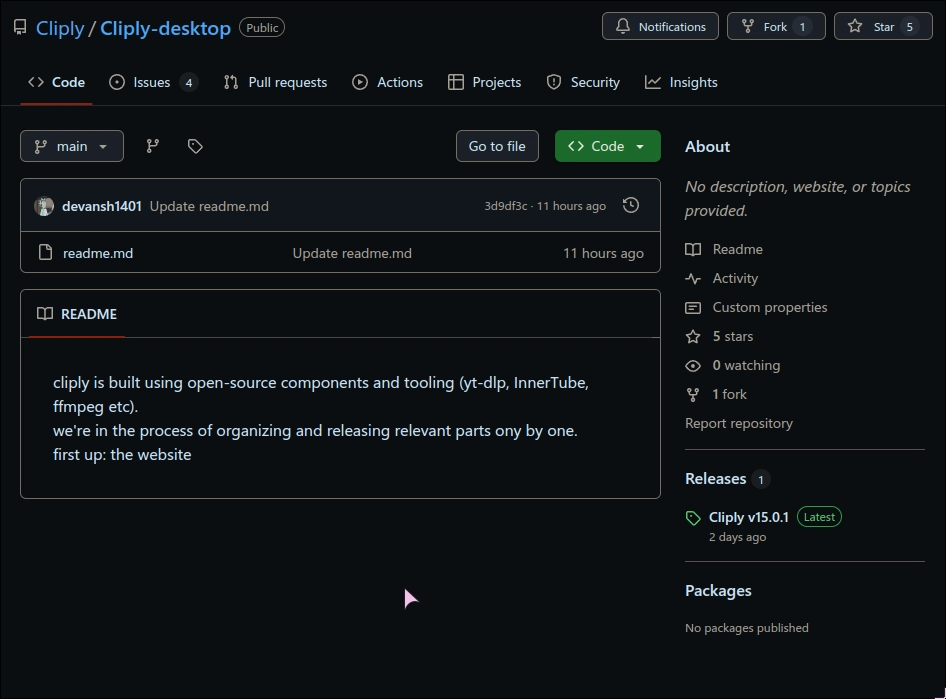 Cliply / Cliply-desktop Public
Notifications
Fork 1
Star 5
Code
Issues 4
Pull requests
Actions
Projects
Security
Insights
main
Go to file
Code
devansh1401 Update readme.md
3d9df3c · 11 hours ago
readme.md Update readme.md 11 hours ago
README
cliply is built using open-source components and tooling (yt-dlp, InnerTube,
ffmpeg etc).
we're in the process of organizing and releasing relevant parts ony by one.
first up: the website
About
No description, website, or topics
provided.
Readme
Activity
Custom properties
5 stars
0 watching
1 fork
Report repository
Releases 1
Cliply v15.0.1 Latest
2 days ago
Packages
No packages published